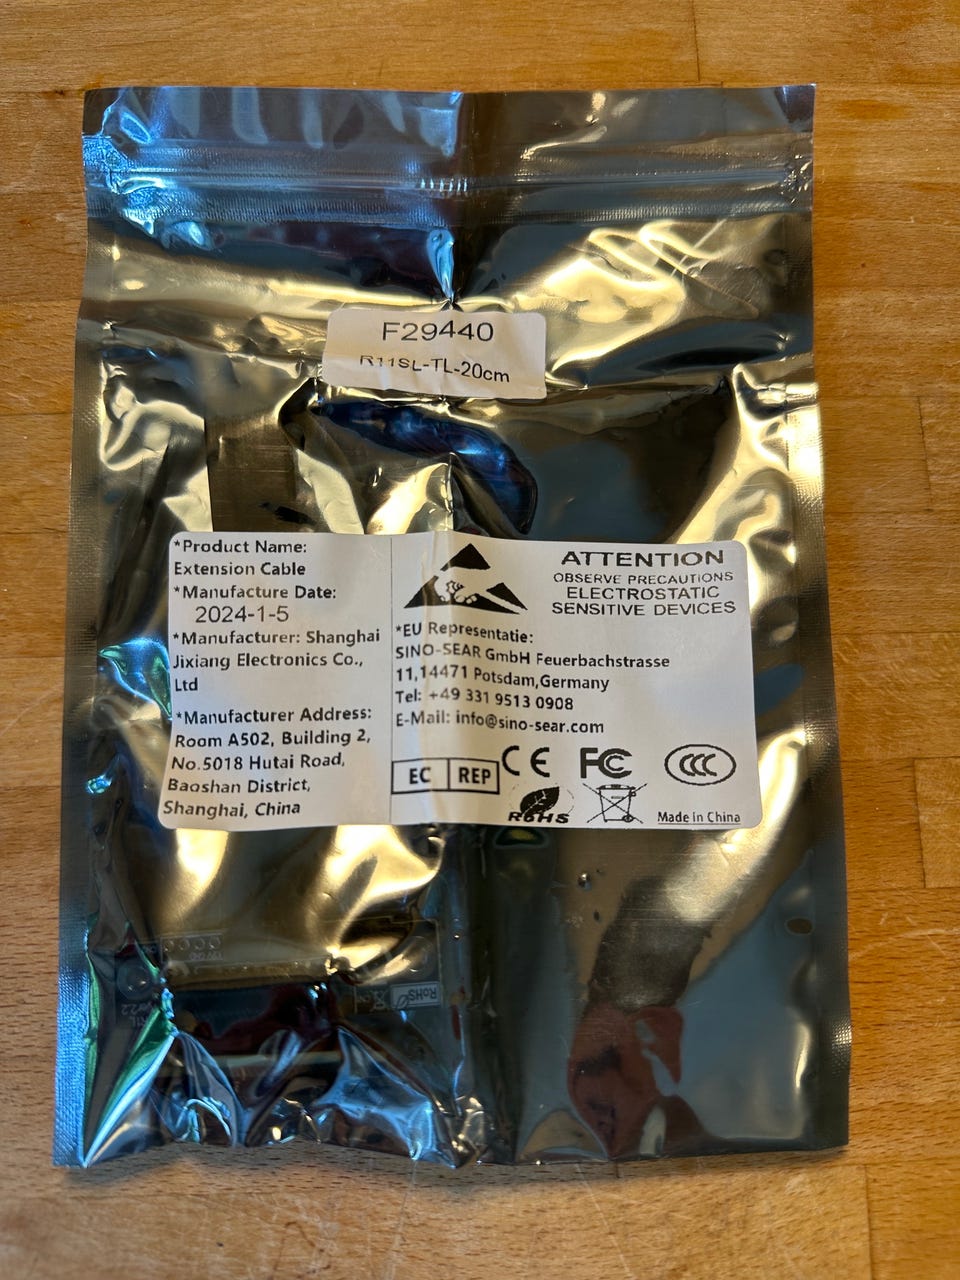 F29440
R11SL-TL-20cm
*Product Name:
Extension Cable
*Manufacture Date:
2024-1-5
*Manufacturer: Shanghai
Jixiang Electronics Co.,
Ltd
*Manufacturer Address:
Room A502, Building 2,
No.5018 Hutai Road,
Baoshan District,
Shanghai, China
ATTENTION
OBSERVE PRECAUTIONS
ELECTROSTATIC
SENSITIVE DEVICES
*EU Representatie:
SINO-SEAR GmbH Feuerbachstrasse
11,14471 Potsdam,Germany
Tel: +49 331 9513 0908
E-Mail: info@sino-sear.com
EC REP
CE FC CCC
RoHS
Made in China
RoHS